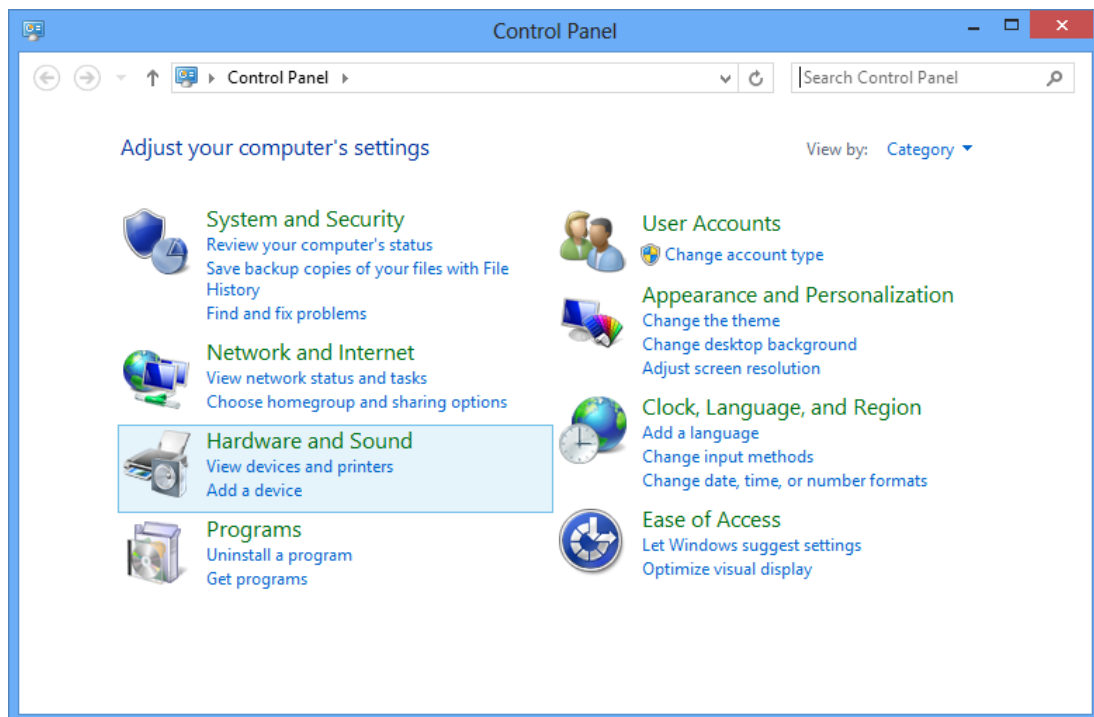 Control Panel
Control Panel
Search Control Panel
Adjust your computer's settings
View by: Category
System and Security
Review your computer's status
Save backup copies of your files with File
History
Find and fix problems
Network and Internet
View network status and tasks
Choose homegroup and sharing options
Hardware and Sound
View devices and printers
Add a device
Programs
Uninstall a program
Get programs
User Accounts
Change account type
Appearance and Personalization
Change the theme
Change desktop background
Adjust screen resolution
Clock, Language, and Region
Add a language
Change input methods
Change date, time, or number formats
Ease of Access
Let Windows suggest settings
Optimize visual display